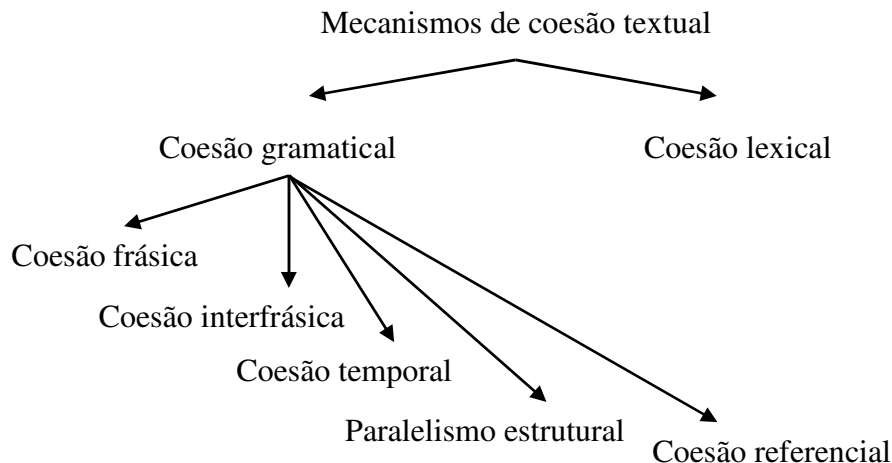 Mecanismos de coesão textual
Coesão gramatical
Coesão lexical
Coesão frásica
Coesão interfrásica
Coesão temporal
Paralelismo estrutural
Coesão referencial